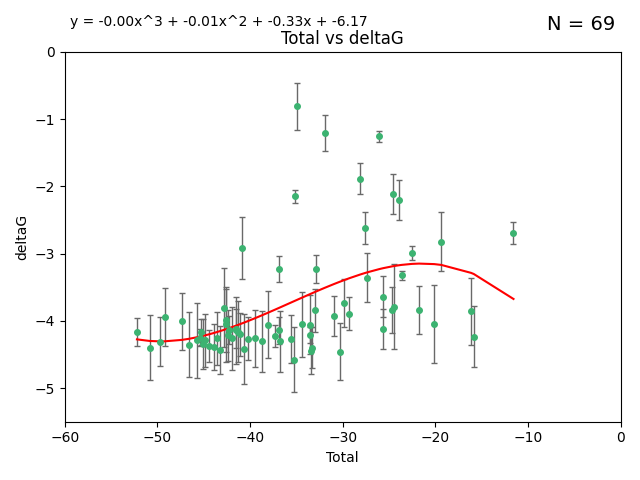 y = -0.00x^3 + -0.01x^2 + -0.33x + -6.17
N = 69
Total vs deltaG
0
−1
−2
−3
−4
−5
deltaG
−60
−50
−40
−30
−20
−10
0
Total